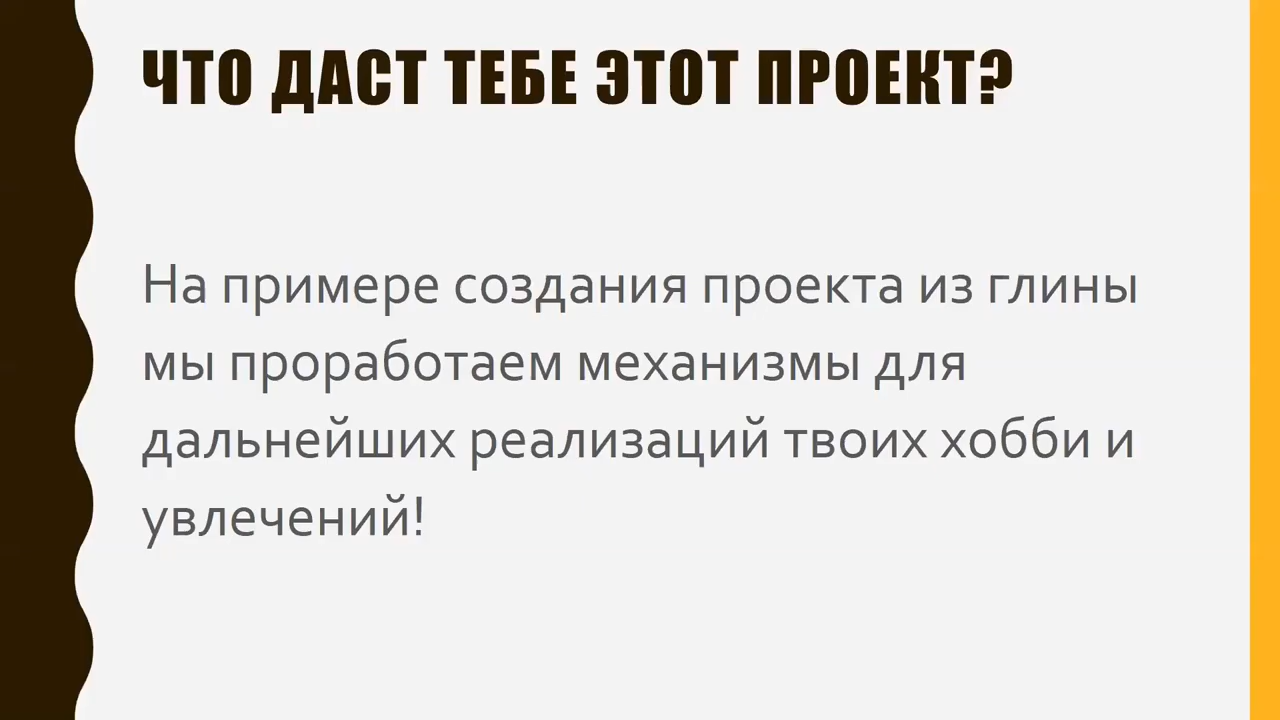 ЧТО ДАСТ ТЕБЕ ЭТОТ ПРОЕКТ?
На примере создания проекта из глины
мы проработаем механизмы для
дальнейших реализаций твоих хобби и
увлечений!